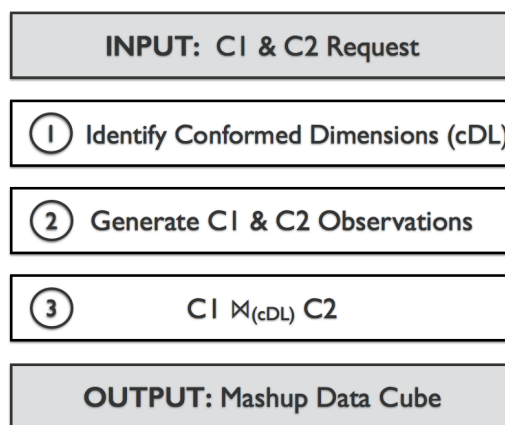 INPUT: C1 & C2 Request
1 Identify Conformed Dimensions (cDL)
2 Generate C1 & C2 Observations
3 C1 ⋈(cDL) C2
OUTPUT: Mashup Data Cube